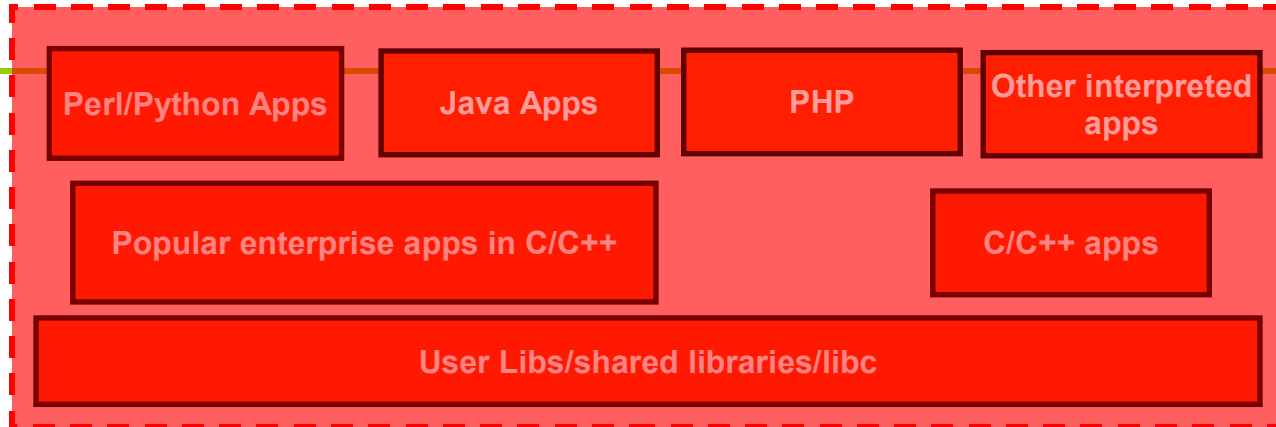 Perl/Python Apps
Java Apps
PHP
Other interpreted
apps
Popular enterprise apps in C/C++
C/C++ apps
User Libs/shared libraries/libc